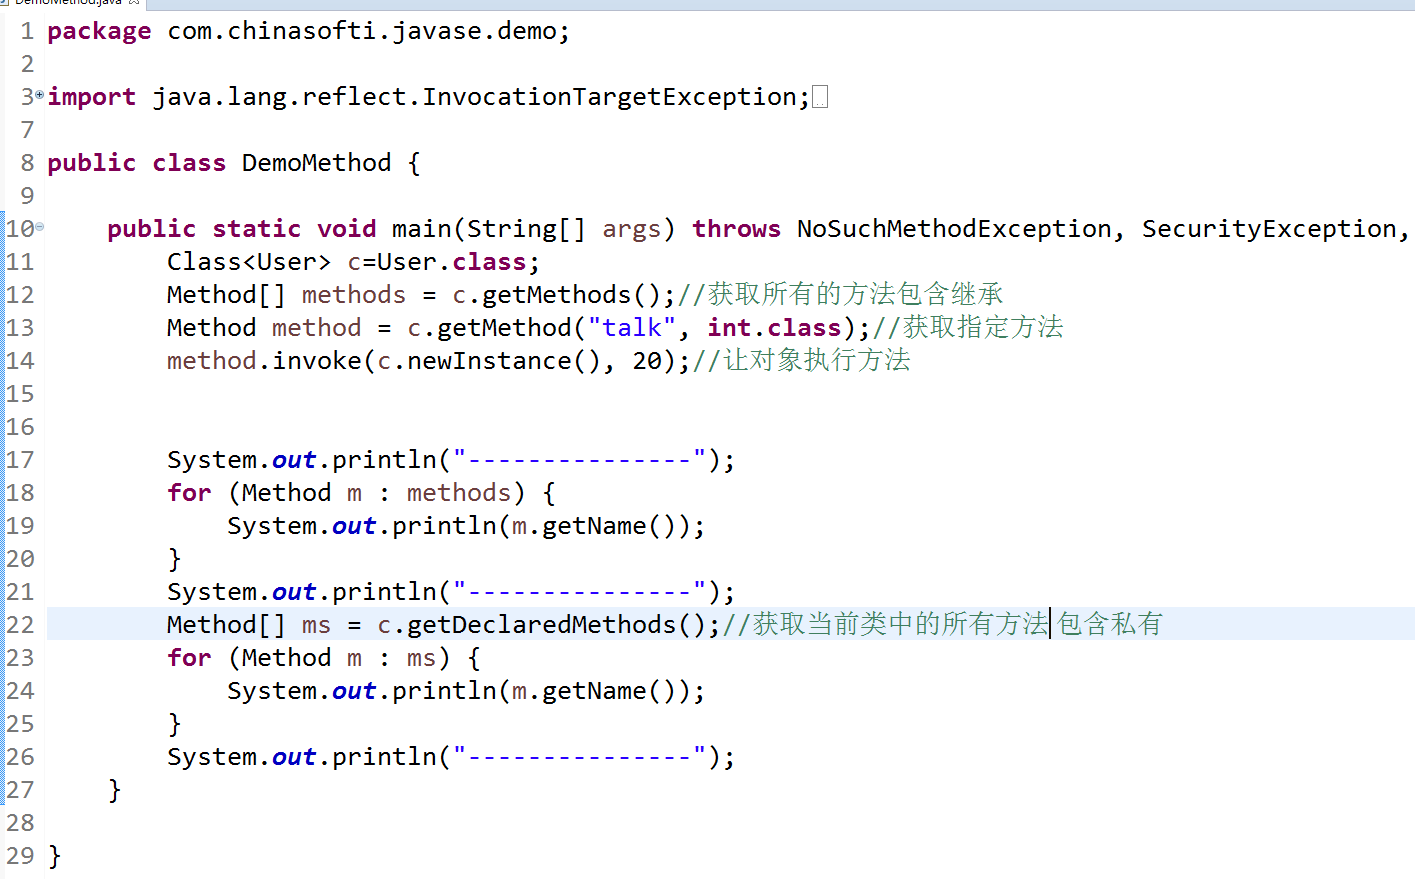 DemoMethod.java
1 package com.chinasofti.javase.demo;
2
3 import java.lang.reflect.InvocationTargetException;
7
8 public class DemoMethod {
9
10 public static void main(String[] args) throws NoSuchMethodException, SecurityException,
11 Class<User> c=User.class;
12 Method[] methods = c.getMethods();//获取所有的方法包含继承
13 Method method = c.getMethod("talk", int.class);//获取指定方法
14 method.invoke(c.newInstance(), 20);//让对象执行方法
15
16
17 System.out.println("---------------");
18 for (Method m : methods) {
19 System.out.println(m.getName());
20 }
21 System.out.println("---------------");
22 Method[] ms = c.getDeclaredMethods();//获取当前类中的所有方法 包含私有
23 for (Method m : ms) {
24 System.out.println(m.getName());
25 }
26 System.out.println("---------------");
27 }
28
29 }